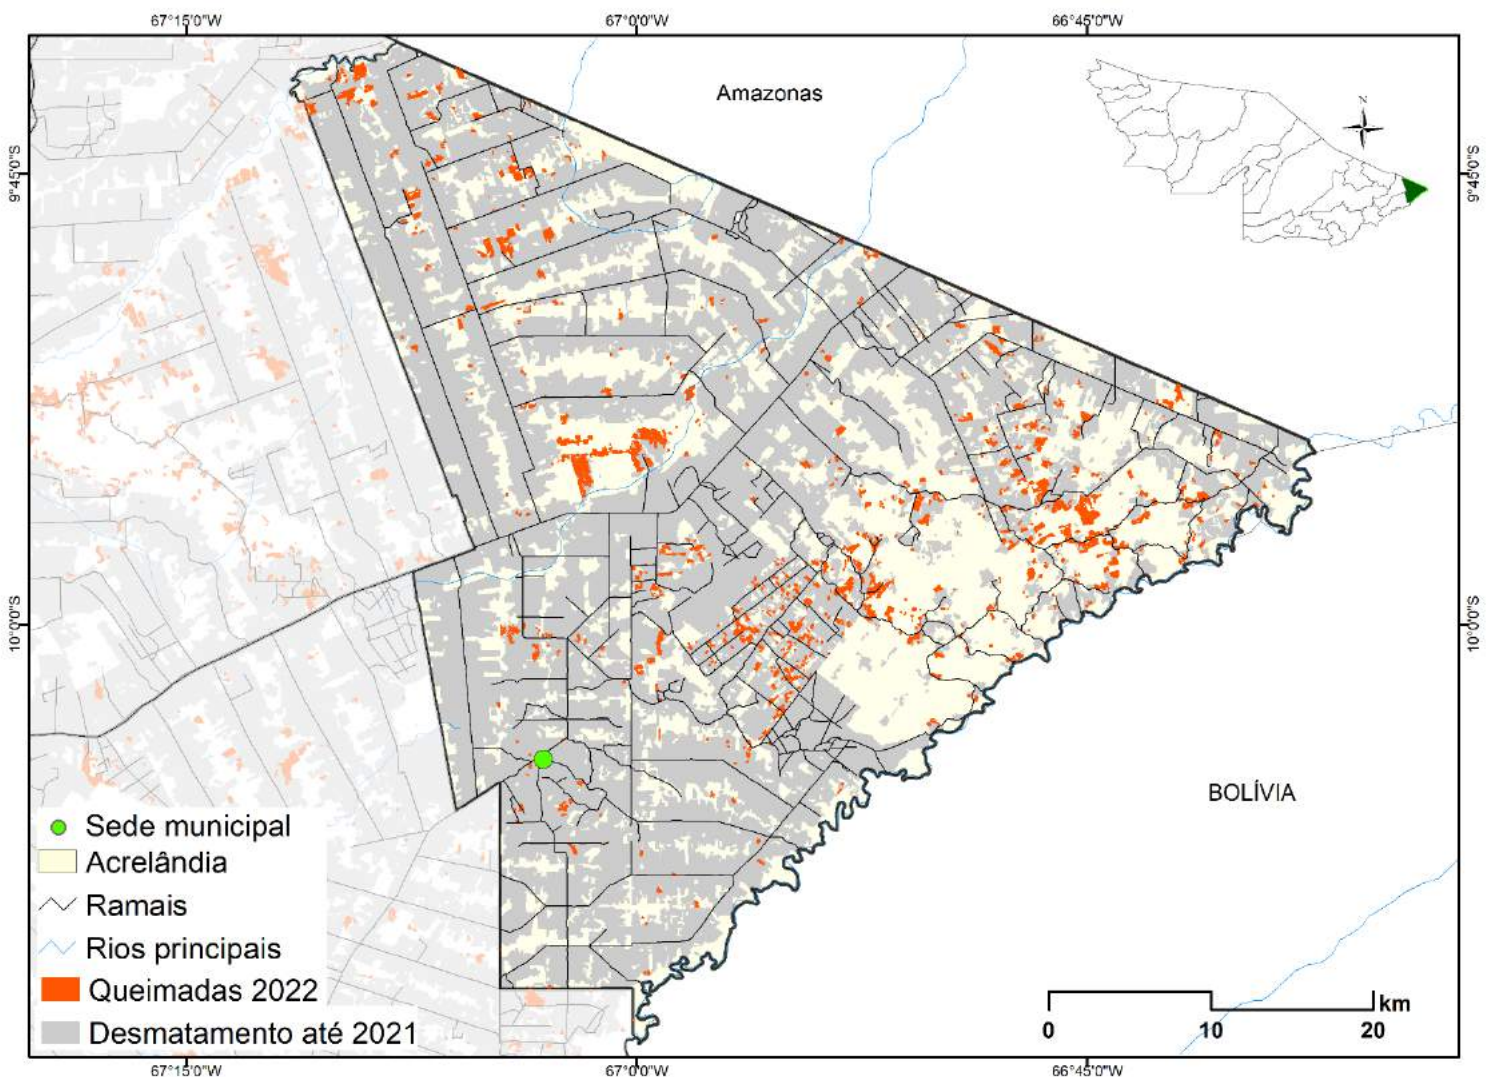 67°15'0"W 67°0'0"W 66°45'0"W
Amazonas
N
9°45'0"S 9°45'0"S
10°0'0"S 10°0'0"S
BOLÍVIA
Sede municipal
Acrelândia
Ramais
Rios principais
Queimadas 2022
Desmatamento até 2021
km
0 10 20
67°15'0"W 67°0'0"W 66°45'0"W